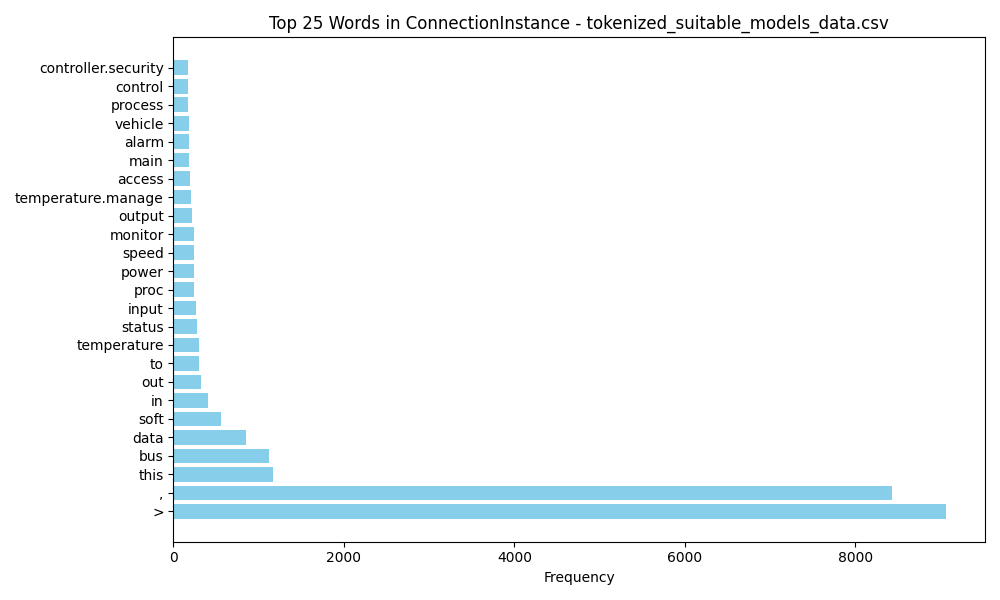 Top 25 Words in ConnectionInstance - tokenized_suitable_models_data.csv
controller.security
control
process
vehicle
alarm
main
access
temperature.manage
output
monitor
speed
power
proc
input
status
temperature
to
out
in
soft
data
bus
this
,
>
0 2000 4000 6000 8000
Frequency